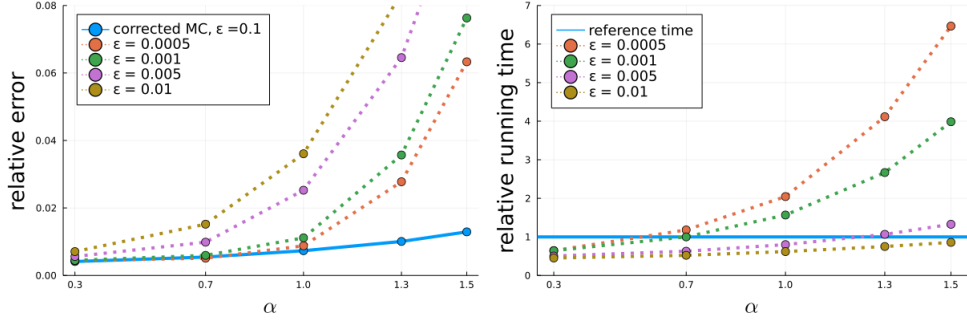 relative error
0.08
0.06
0.04
0.02
0.00
corrected MC, ε =0.1
ε = 0.0005
ε = 0.001
ε = 0.005
ε = 0.01
0.3 0.7 1.0 1.3 1.5
α
relative running time
7
6
5
4
3
2
1
0
reference time
ε = 0.0005
ε = 0.001
ε = 0.005
ε = 0.01
0.3 0.7 1.0 1.3 1.5
α